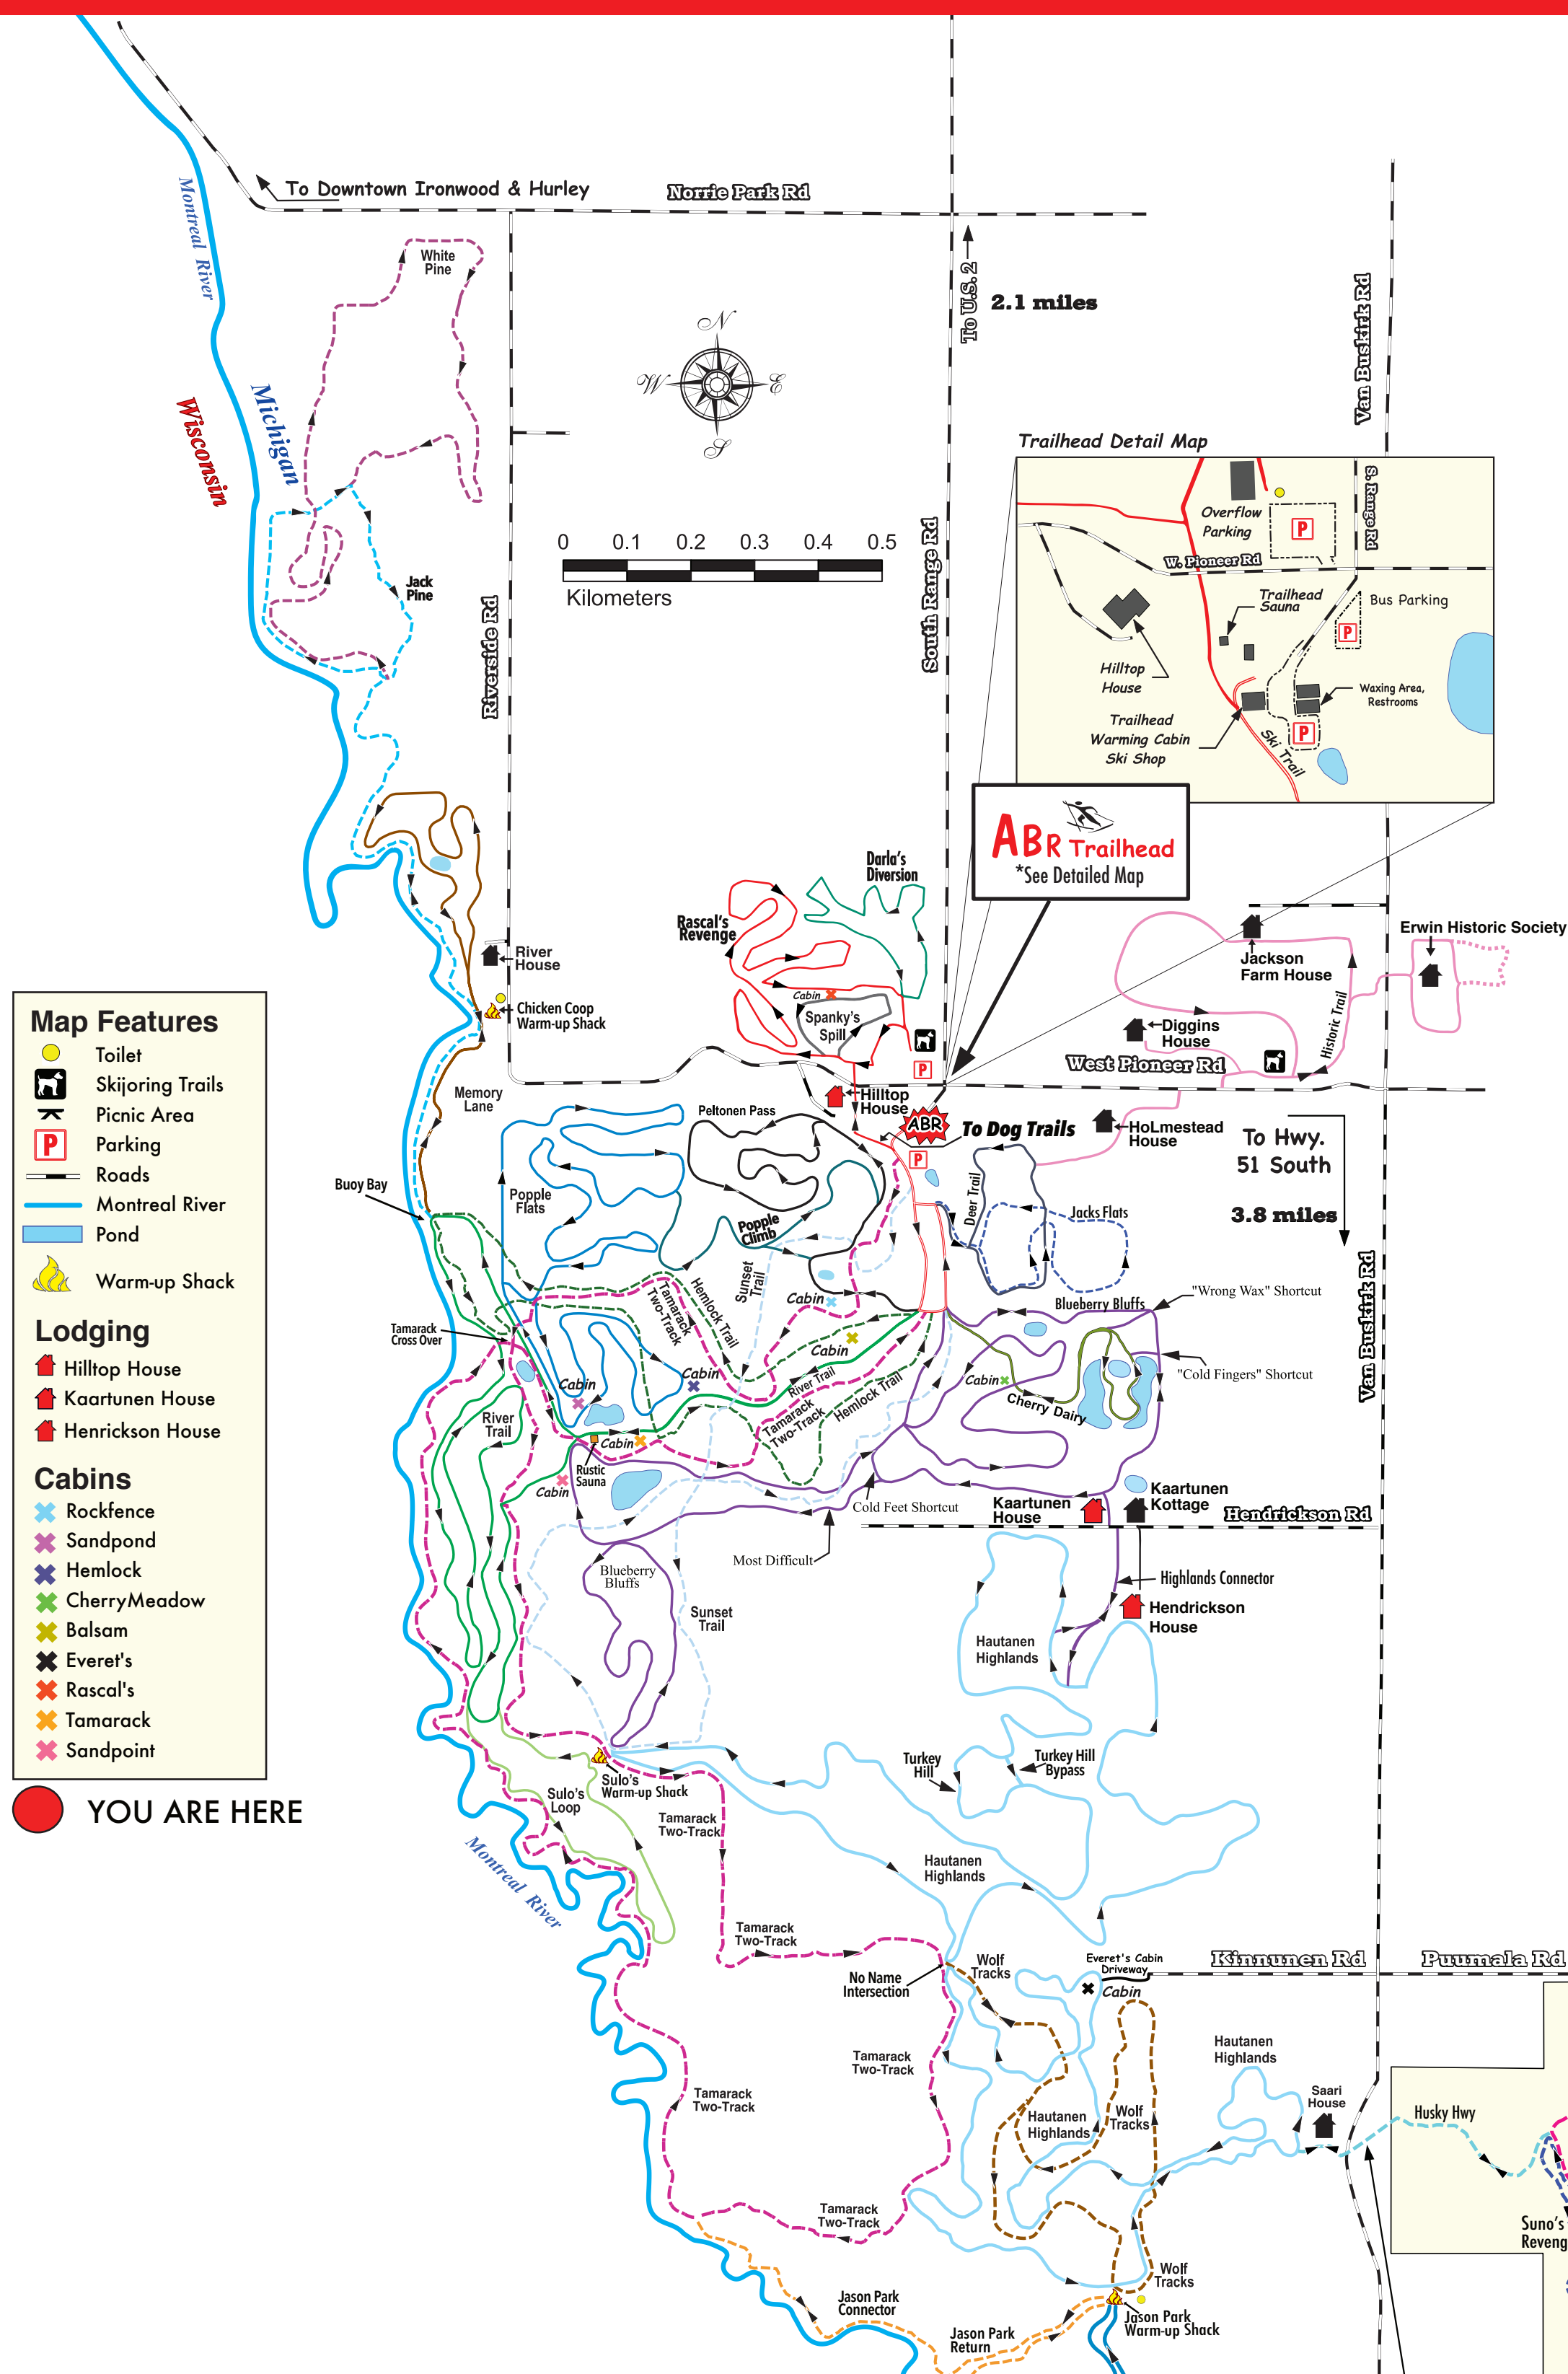 To Downtown Ironwood & Hurley
Norrie Park Rd
Montreal River
White
Pine
To U.S. 2
2.1 miles
Van Buskirk Rd
N
W
E
S
Michigan
Wisconsin
Jack
Pine
0 0.1 0.2 0.3 0.4 0.5
Kilometers
Riverside Rd
South Range Rd
Trailhead Detail Map
Overflow
Parking
P
S. Range Rd
W. Pioneer Rd
Trailhead
Sauna
Bus Parking
P
Hilltop
House
Waxing Area,
Restrooms
Trailhead
Warming Cabin
Ski Shop
P
Ski Trail
ABR Trailhead
*See Detailed Map
Darla's
Diversion
Rascal's
Revenge
Cabin
Spanky's
Spill
River
House
Chicken Coop
Warm-up Shack
Jackson
Farm House
Erwin Historic Society
Diggins
House
Historic Trail
West Pioneer Rd
P
Hilltop
House
ABR
To Dog Trails
P
HoLmestead
House
To Hwy.
51 South
3.8 miles
Memory
Lane
Peltonen Pass
Buoy Bay
Popple
Flats
Popple
Climb
Deer Trail
Jacks Flats
Sunset
Trail
Hemlock Trail
Tamarack
Two-Track
Cabin
Blueberry Bluffs
"Wrong Wax" Shortcut
Van Buskirk Rd
Tamarack
Cross Over
Cabin
Cabin
Cabin
River Trail
Hemlock Trail
Tamarack
Two-Track
Cabin
Cherry Dairy
"Cold Fingers" Shortcut
River
Trail
Cabin
Rustic
Sauna
Cabin
Cold Feet Shortcut
Kaartunen
House
Kaartunen
Kottage
Hendrickson Rd
Most Difficult
Blueberry
Bluffs
Highlands Connector
Hendrickson
House
Sunset
Trail
Hautanen
Highlands
Turkey
Hill
Turkey Hill
Bypass
Sulo's
Warm-up Shack
Sulo's
Loop
Tamarack
Two-Track
Montreal River
Hautanen
Highlands
Tamarack
Two-Track
No Name
Intersection
Wolf
Tracks
Everet's Cabin
Driveway
Cabin
Kinnunen Rd
Puumala Rd
Tamarack
Two-Track
Tamarack
Two-Track
Hautanen
Highlands
Wolf
Tracks
Hautanen
Highlands
Saari
House
Husky Hwy
Tamarack
Two-Track
Suno's
Reveng
Wolf
Tracks
Jason Park
Connector
Jason Park
Return
Jason Park
Warm-up Shack
Map Features
Toilet
Skijoring Trails
Picnic Area
P Parking
Roads
Montreal River
Pond
Warm-up Shack
Lodging
Hilltop House
Kaartunen House
Henrickson House
Cabins
Rockfence
Sandpond
Hemlock
CherryMeadow
Balsam
Everet's
Rascal's
Tamarack
Sandpoint
YOU ARE HERE